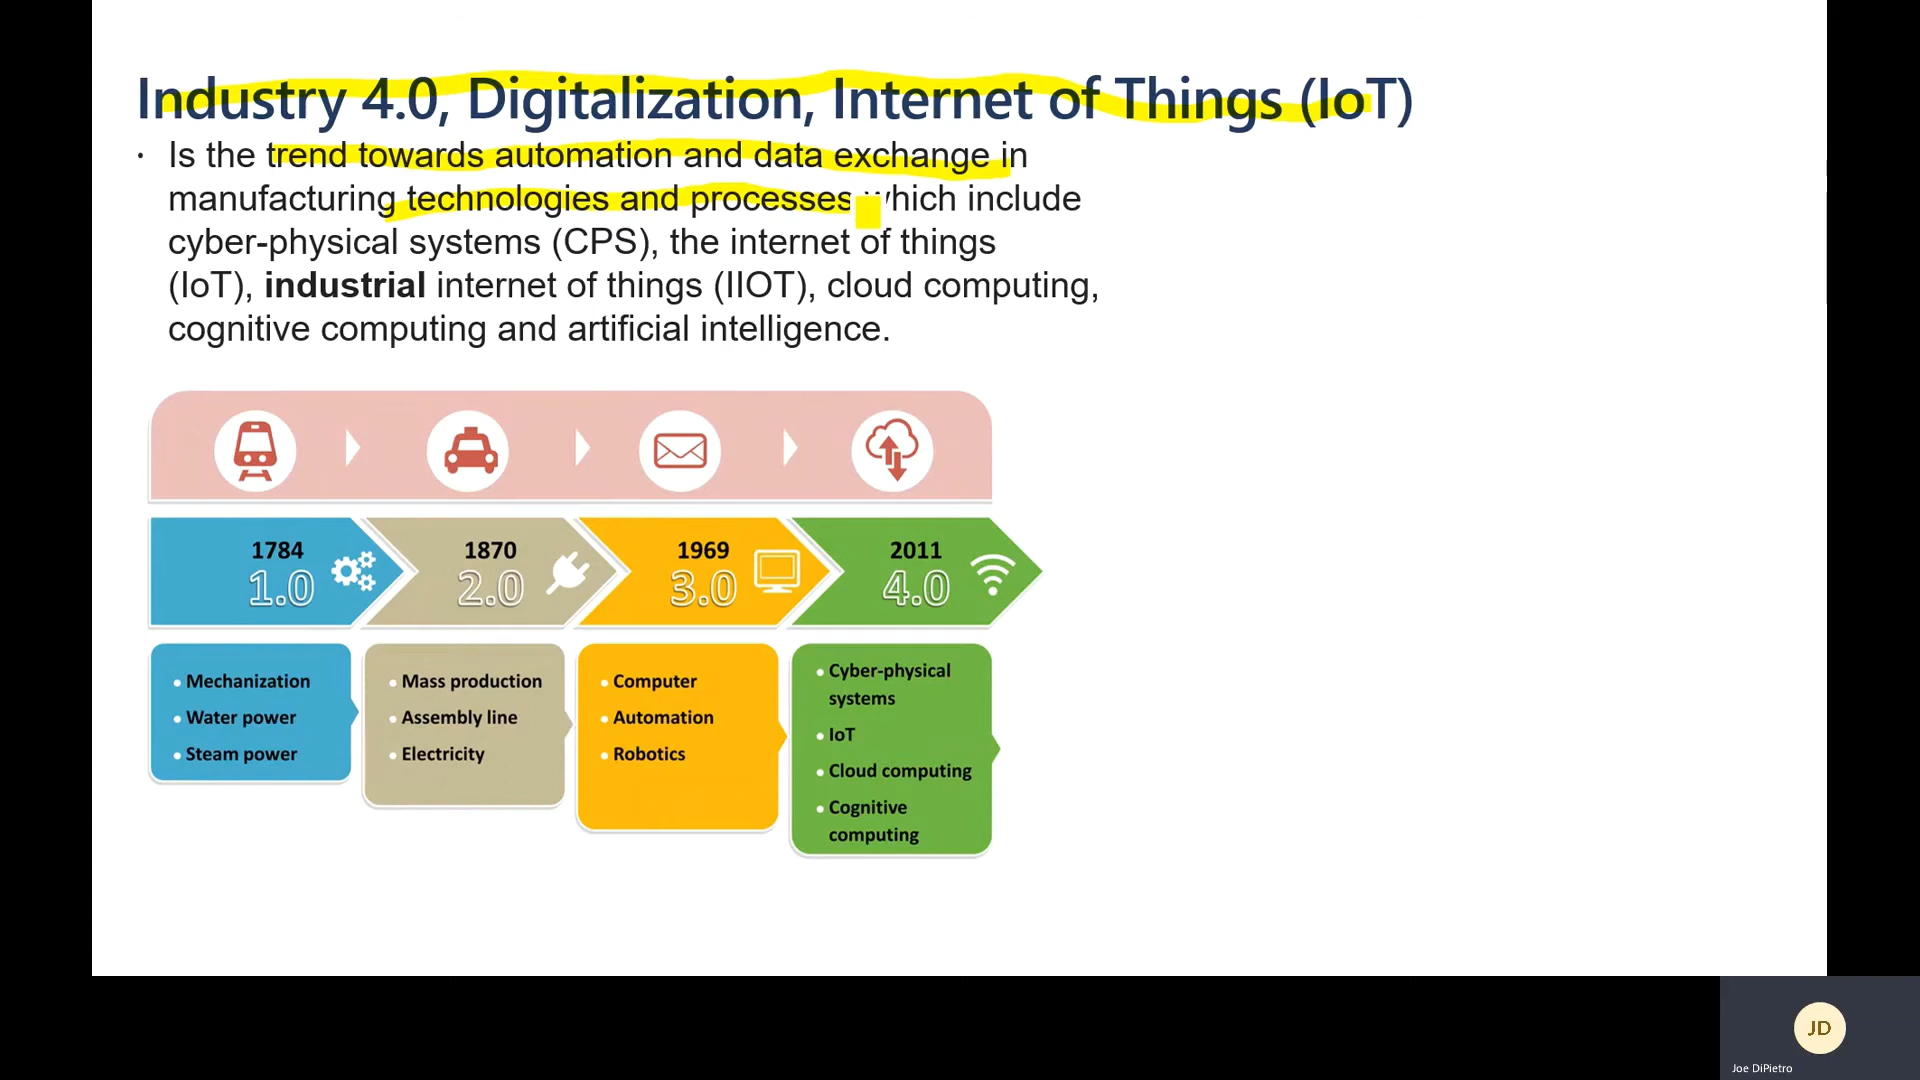 Industry 4.0, Digitalization, Internet of Things (IoT)
• Is the trend towards automation and data exchange in
manufacturing technologies and processes which include
cyber-physical systems (CPS), the internet of things
(IoT), industrial internet of things (IIOT), cloud computing,
cognitive computing and artificial intelligence.
1784
1.0
1870
2.0
1969
3.0
2011
4.0
• Mechanization
• Water power
• Steam power
• Mass production
• Assembly line
• Electricity
• Computer
• Automation
• Robotics
• Cyber-physical
systems
• IoT
• Cloud computing
• Cognitive
computing
JD
Joe DiPietro